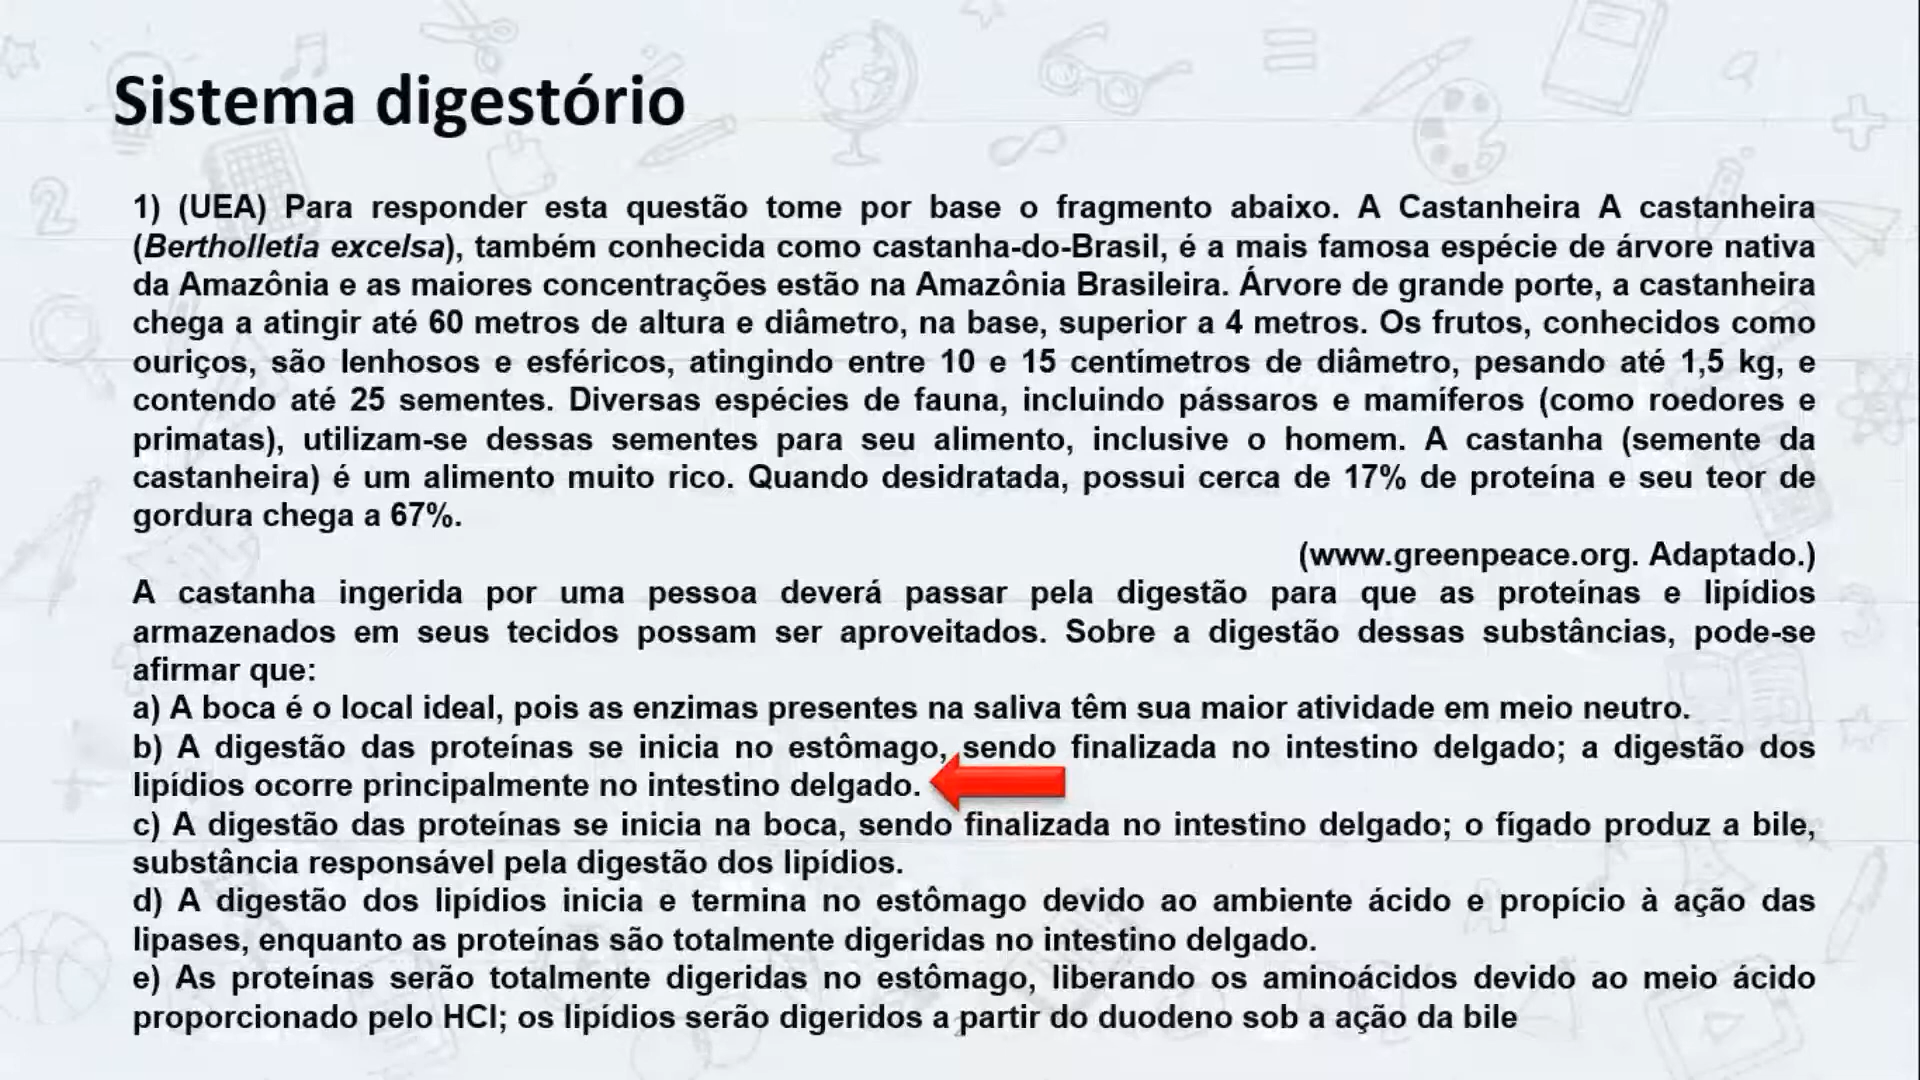 Sistema digestório
1) (UEA) Para responder esta questão tome por base o fragmento abaixo. A Castanheira A castanheira
(Bertholletia excelsa), também conhecida como castanha-do-Brasil, é a mais famosa espécie de árvore nativa
da Amazônia e as maiores concentrações estão na Amazônia Brasileira. Árvore de grande porte, a castanheira
chega a atingir até 60 metros de altura e diâmetro, na base, superior a 4 metros. Os frutos, conhecidos como
ouriços, são lenhosos e esféricos, atingindo entre 10 e 15 centímetros de diâmetro, pesando até 1,5 kg, e
contendo até 25 sementes. Diversas espécies de fauna, incluindo pássaros e mamíferos (como roedores e
primatas), utilizam-se dessas sementes para seu alimento, inclusive o homem. A castanha (semente da
castanheira) é um alimento muito rico. Quando desidratada, possui cerca de 17% de proteína e seu teor de
gordura chega a 67%.
(www.greenpeace.org. Adaptado.)
A castanha ingerida por uma pessoa deverá passar pela digestão para que as proteínas e lipídios
armazenados em seus tecidos possam ser aproveitados. Sobre a digestão dessas substâncias, pode-se
afirmar que:
a) A boca é o local ideal, pois as enzimas presentes na saliva têm sua maior atividade em meio neutro.
b) A digestão das proteínas se inicia no estômago, sendo finalizada no intestino delgado; a digestão dos
lipídios ocorre principalmente no intestino delgado.
c) A digestão das proteínas se inicia na boca, sendo finalizada no intestino delgado; o fígado produz a bile,
substância responsável pela digestão dos lipídios.
d) A digestão dos lipídios inicia e termina no estômago devido ao ambiente ácido e propício à ação das
lipases, enquanto as proteínas são totalmente digeridas no intestino delgado.
e) As proteínas serão totalmente digeridas no estômago, liberando os aminoácidos devido ao meio ácido
proporcionado pelo HCl; os lipídios serão digeridos a partir do duodeno sob a ação da bile